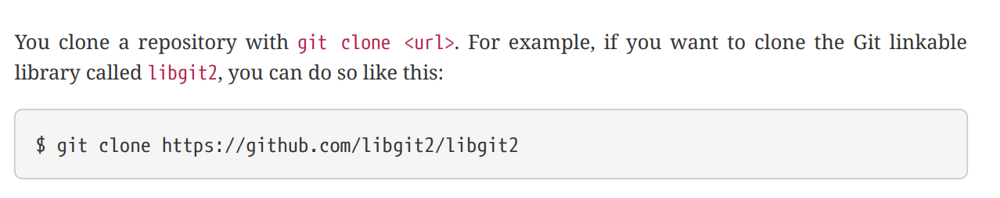 You clone a repository with git clone <url>. For example, if you want to clone the Git linkable
library called libgit2, you can do so like this:
$ git clone https://github.com/libgit2/libgit2